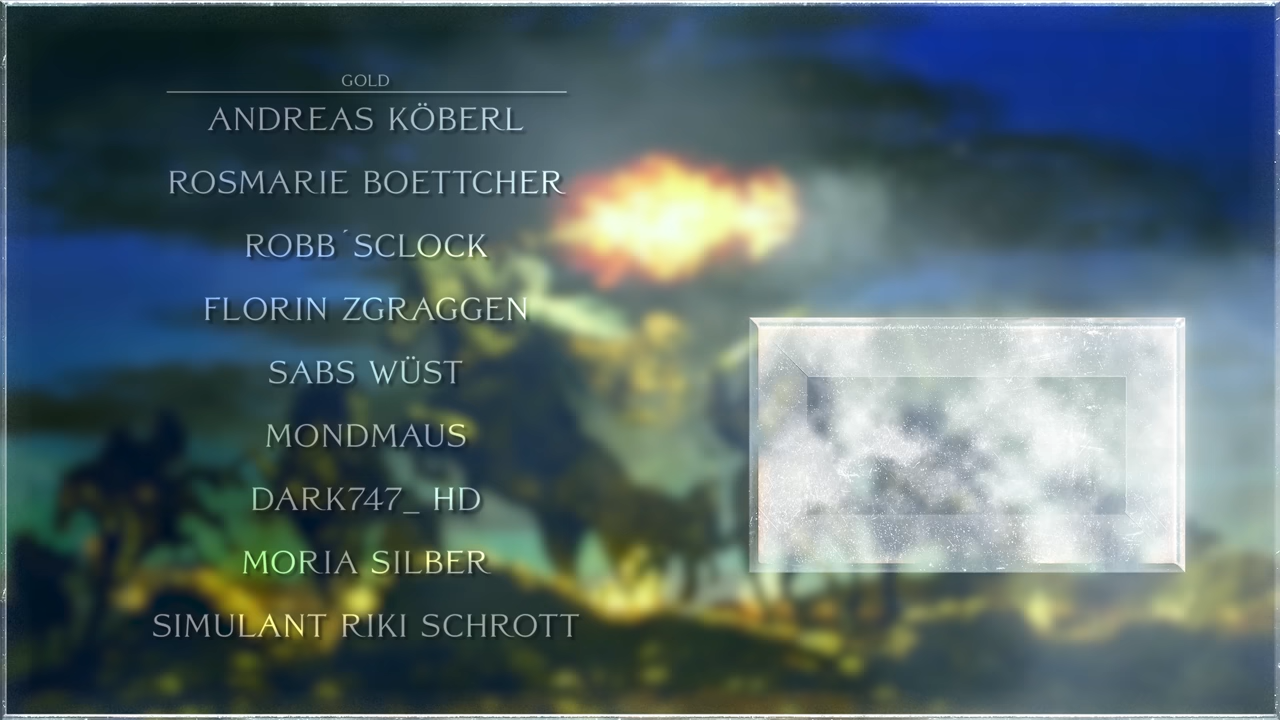 GOLD
ANDREAS KÖBERL
ROSMARIE BOETTCHER
ROBB´SCLOCK
FLORIN ZGRAGGEN
SABS WÜST
MONDMAUS
DARK747_ HD
MORIA SILBER
SIMULANT RIKI SCHROTT